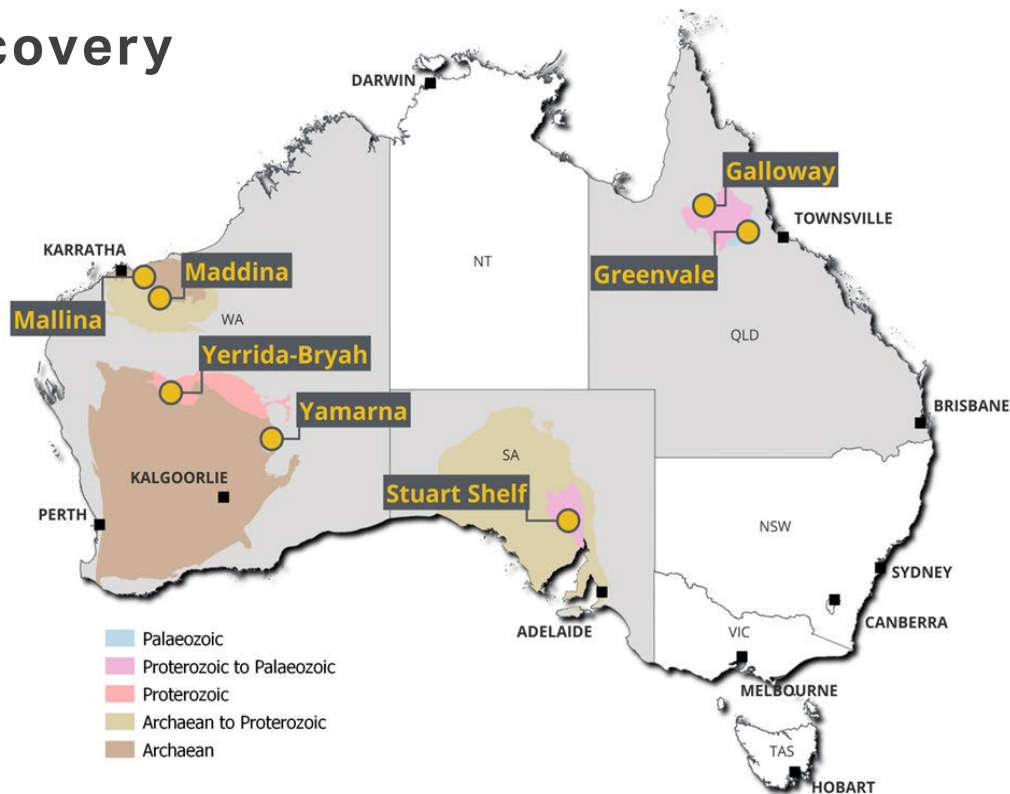 covery
DARWIN
Galloway
TOWNSVILLE
KARRATHA
Maddina
NT
Greenvale
Mallina
WA
QLD
Yerrida-Bryah
Yamarna
BRISBANE
SA
KALGOORLIE
Stuart Shelf
PERTH
NSW
SYDNEY
CANBERRA
ADELAIDE
VIC
MELBOURNE
TAS
HOBART
Palaeozoic
Proterozoic to Palaeozoic
Proterozoic
Archaean to Proterozoic
Archaean